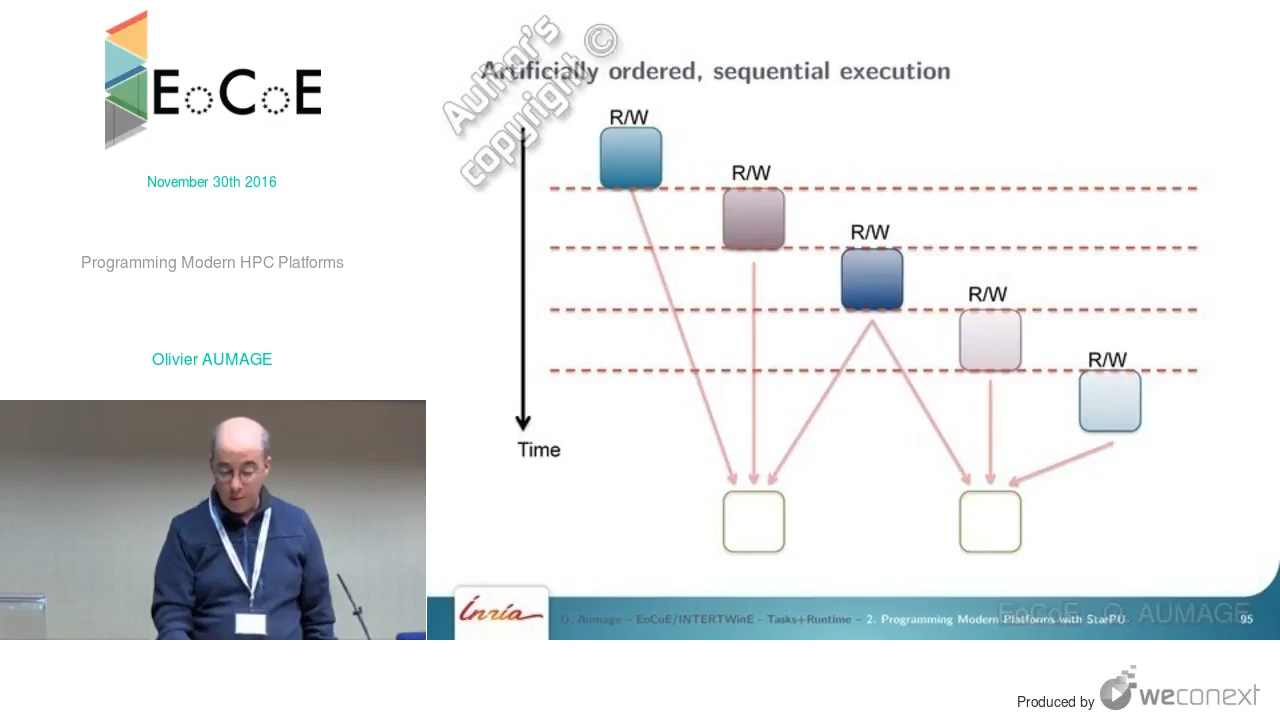 EoCoE
November 30th 2016
Programming Modern HPC Platforms
Olivier AUMAGE
Author's
copyright ©
Artificially ordered, sequential execution
R/W
R/W
R/W
R/W
R/W
Time
Inria
O. Aumage – EoCoE/INTERTWinE - Tasks+Runtime – 2. Programming Modern Platforms with StarPU
EoCoE - O. AUMAGE
95
Produced by weconext